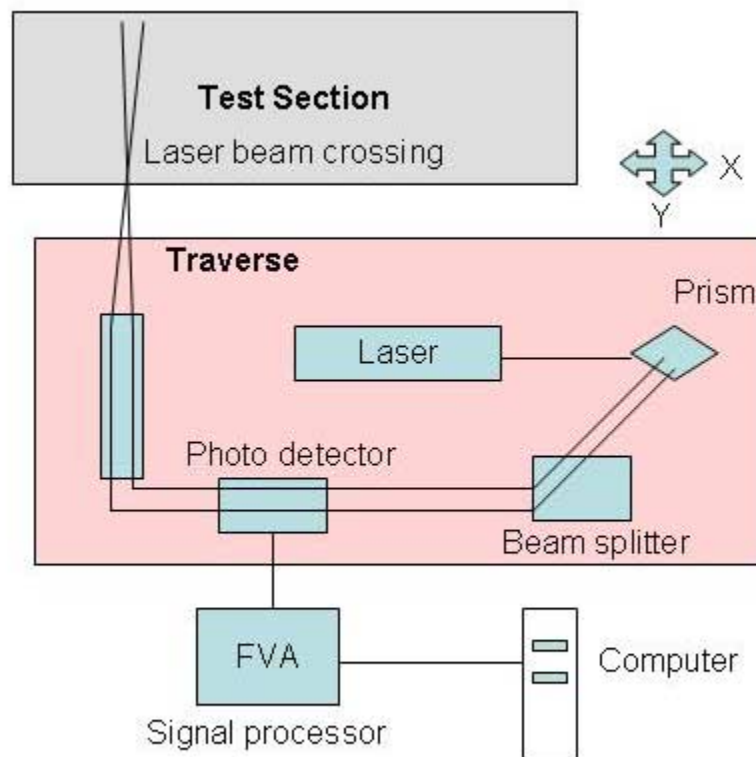 Test Section
Laser beam crossing
X
Y
Traverse
Prism
Laser
Photo detector
Beam splitter
FVA
Computer
Signal processor